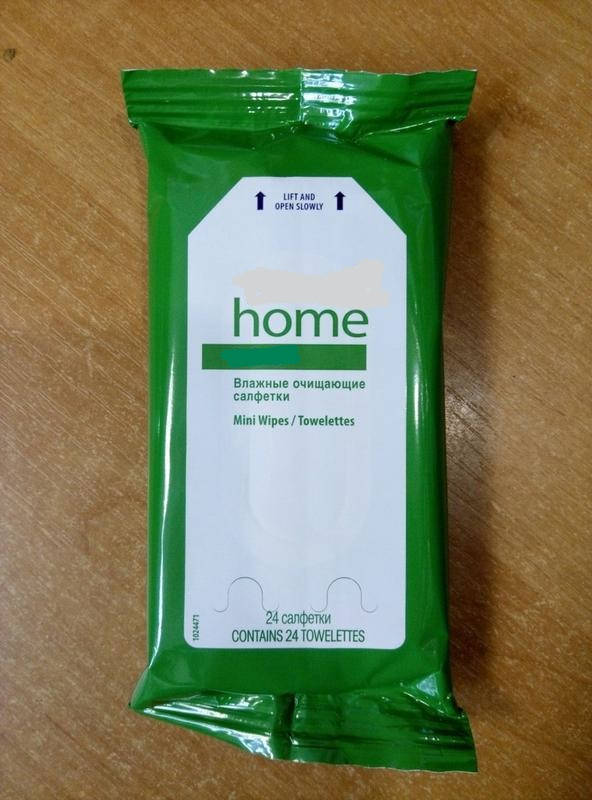 LIFT AND
OPEN SLOWLY
home
Влажные очищающие
салфетки
Mini Wipes / Towelettes
24 салфетки
CONTAINS 24 TOWELETTES
1024471